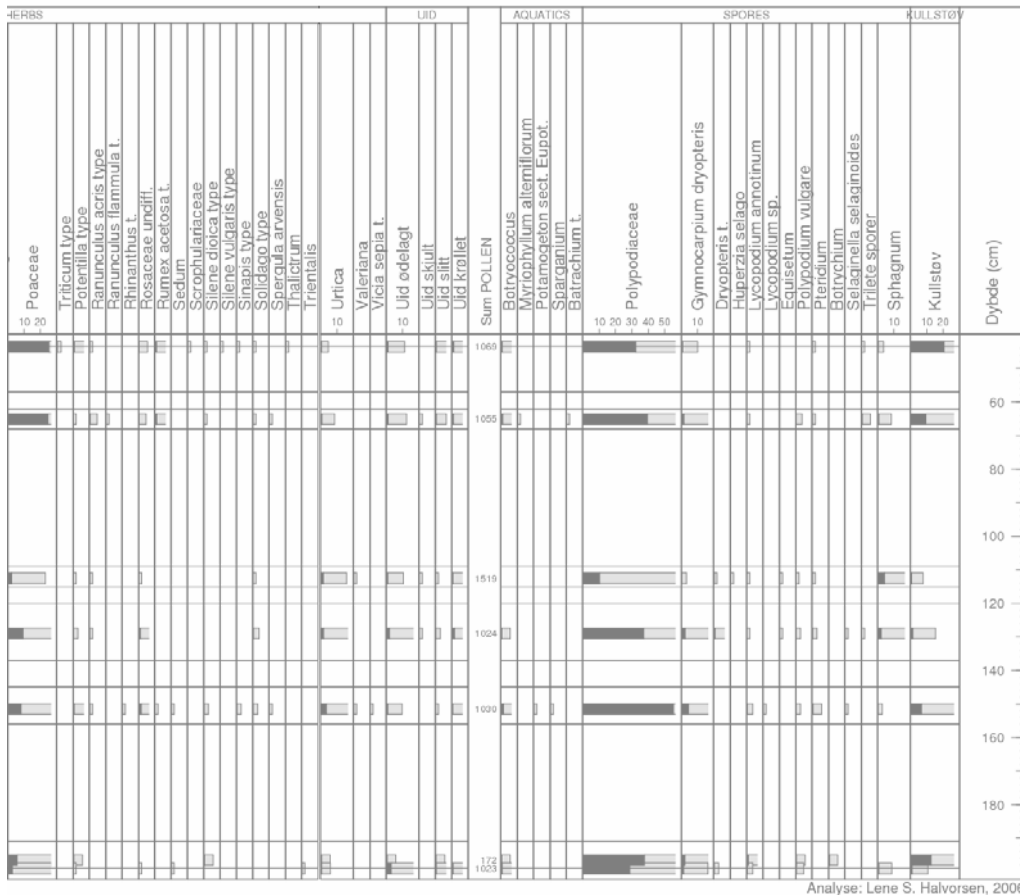 HERBS UID AQUATICS SPORES KULLSTØV
Poaceae
Triticum type
Potentilla type
Ranunculus acris type
Ranunculus flammula t.
Rhinanthus t.
Rosaceae undiff.
Rumex acetosa t.
Sedum
Scrophulariaceae
Silene dioica type
Silene vulgaris type
Sinapis type
Solidago type
Spergula arvensis
Thalictrum
Trientalis
Urtica
Valeriana
Vicia sepia t.
Uid ødelagt
Uid skjult
Uid slitt
Uid krøllet
Sum POLLEN
Botryococcus
Myriophyllum alterniflorum
Potamogeton sect. Eupot.
Sparganium
Batrachium t.
Polypodiaceae
Gymnocarpium dryopteris
Dryopteris t.
Huperzia selago
Lycopodium annotinum
Lycopodium sp.
Equisetum
Polypodium vulgare
Pteridium
Botrychium
Selaginella selaginoides
Trilete sporer
Sphagnum
Kullstøv
Dybde (cm)
10 20 10 10 10 20 30 40 50 10 10 10 20
1069
60
1055
80
100
1519
120
1024
140
1020
160
180
172
1023
Analyse: Lene S. Halvorsen,